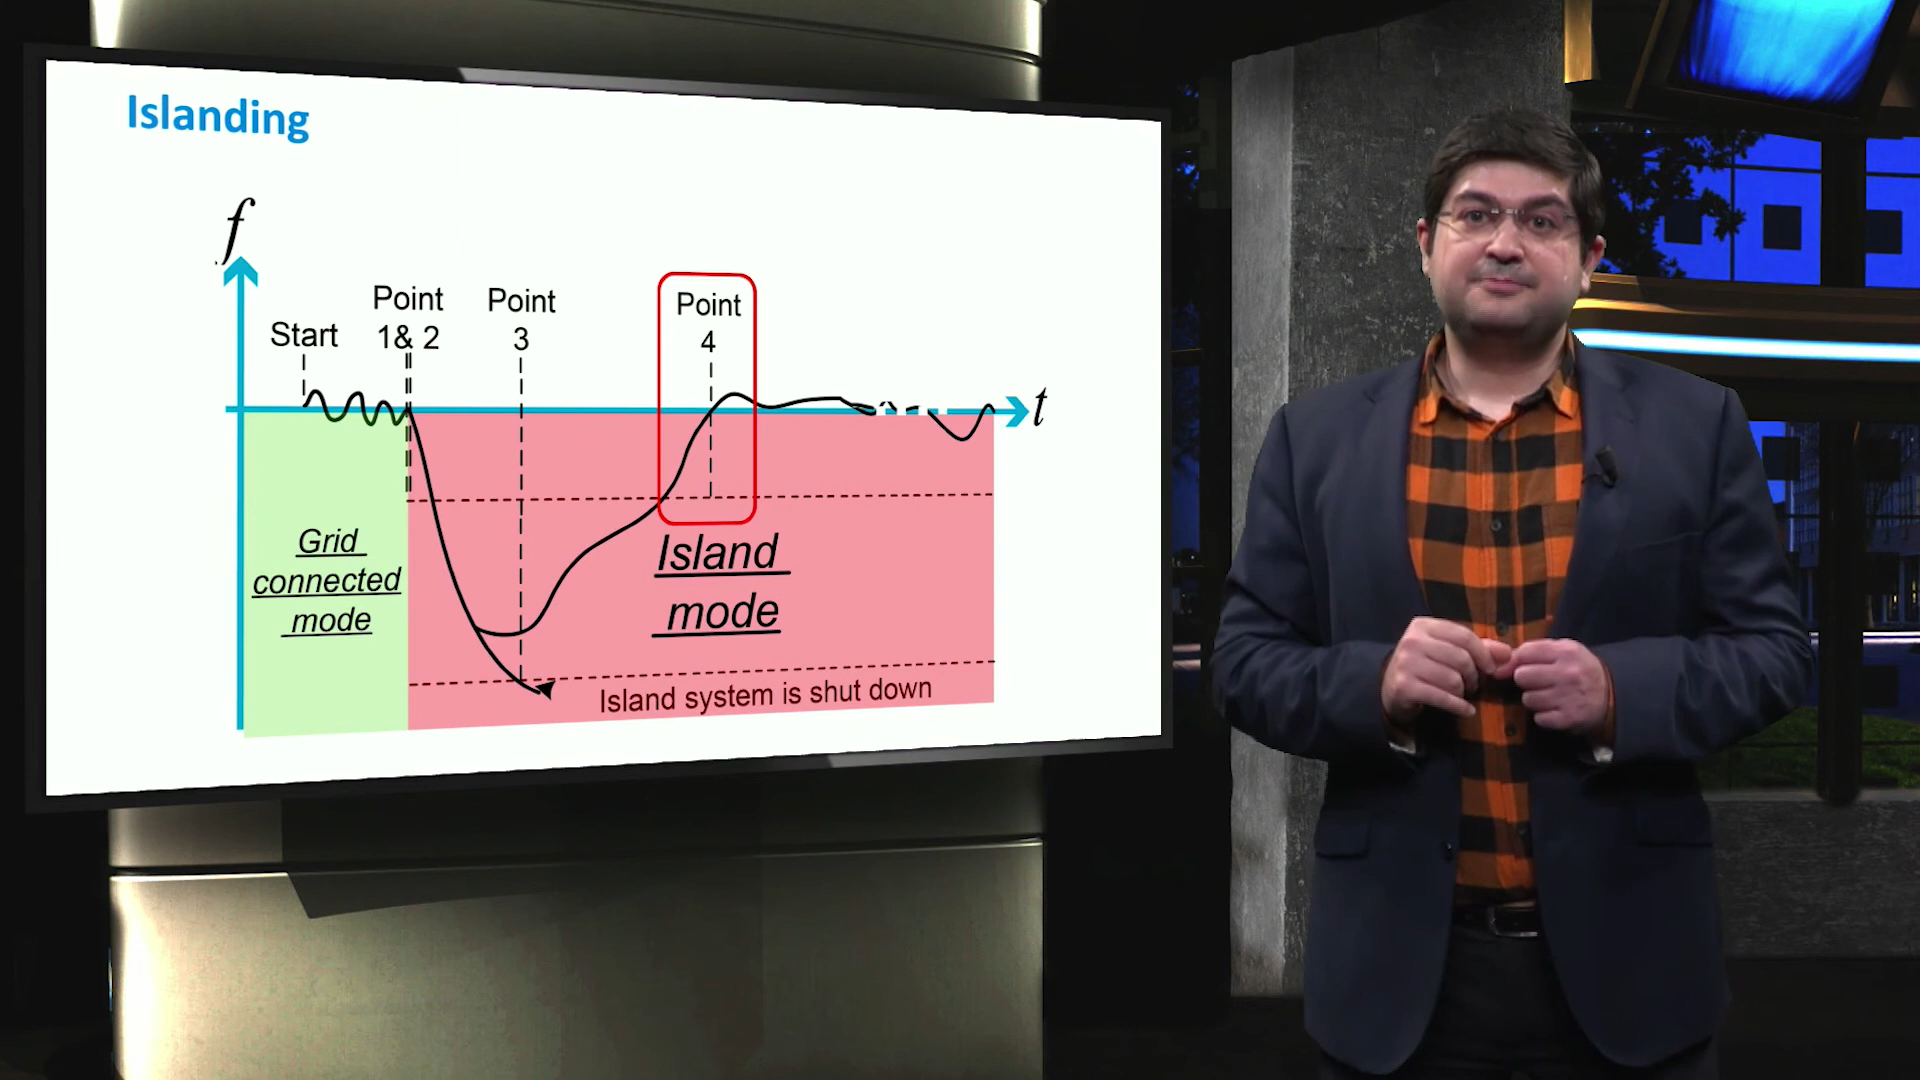 Islanding
f
Start
Point
1& 2
Point
3
Point
4
t
Grid
connected
mode
Island
mode
Island system is shut down